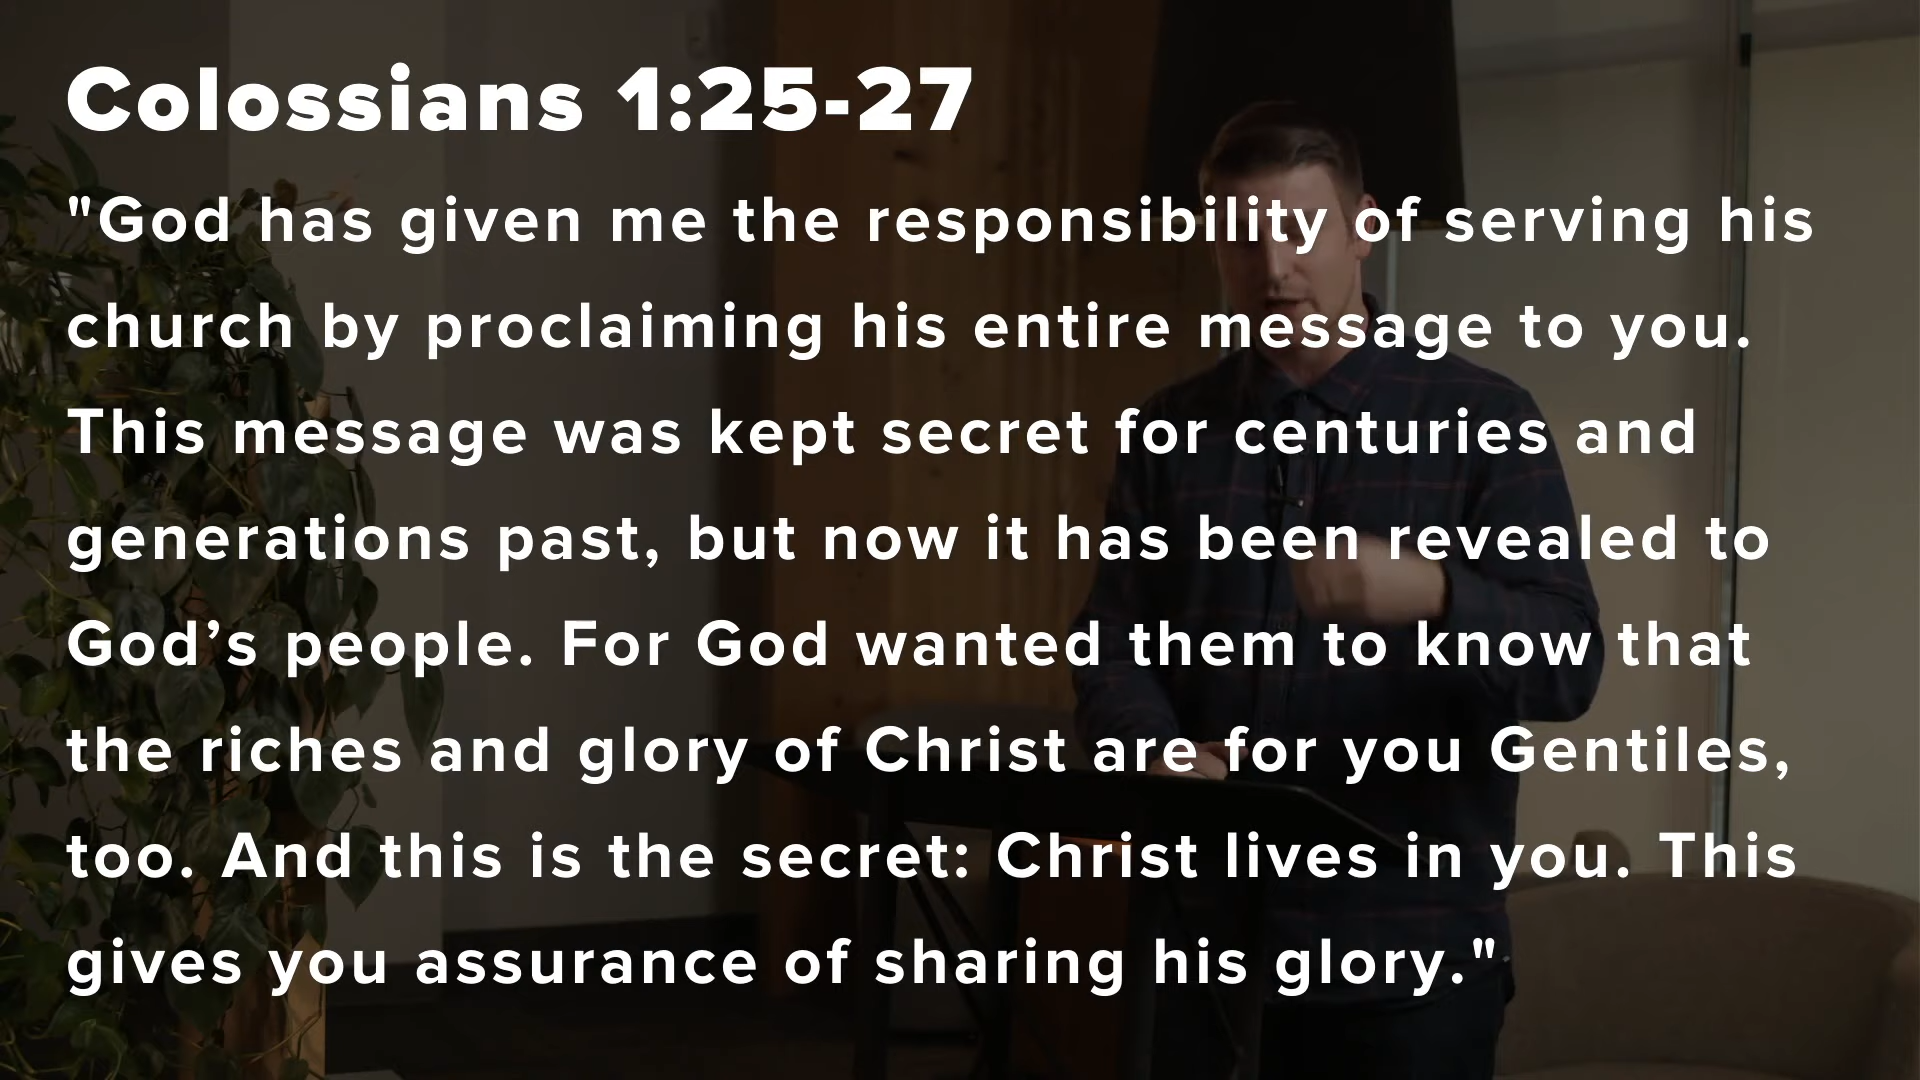 Colossians 1:25-27
"God has given me the responsibility of serving his
church by proclaiming his entire message to you.
This message was kept secret for centuries and
generations past, but now it has been revealed to
God’s people. For God wanted them to know that
the riches and glory of Christ are for you Gentiles,
too. And this is the secret: Christ lives in you. This
gives you assurance of sharing his glory."